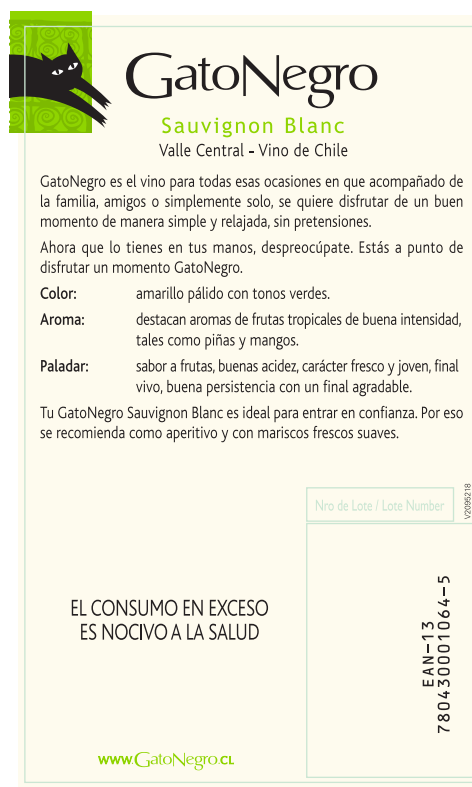 GatoNegro
Sauvignon Blanc
Valle Central - Vino de Chile
GatoNegro es el vino para todas esas ocasiones en que acompañado de
la familia, amigos o simplemente solo, se quiere disfrutar de un buen
momento de manera simple y relajada, sin pretensiones.
Ahora que lo tienes en tus manos, despreocúpate. Estás a punto de
disfrutar un momento GatoNegro.
Color: amarillo pálido con tonos verdes.
Aroma: destacan aromas de frutas tropicales de buena intensidad,
tales como piñas y mangos.
Paladar: sabor a frutas, buenas acidez, carácter fresco y joven, final
vivo, buena persistencia con un final agradable.
Tu GatoNegro Sauvignon Blanc es ideal para entrar en confianza. Por eso
se recomienda como aperitivo y con mariscos frescos suaves.
Nro de Lote / Lote Number
V2095218
EL CONSUMO EN EXCESO
ES NOCIVO A LA SALUD
EAN-13
780430001064-5
www.GatoNegro.CL